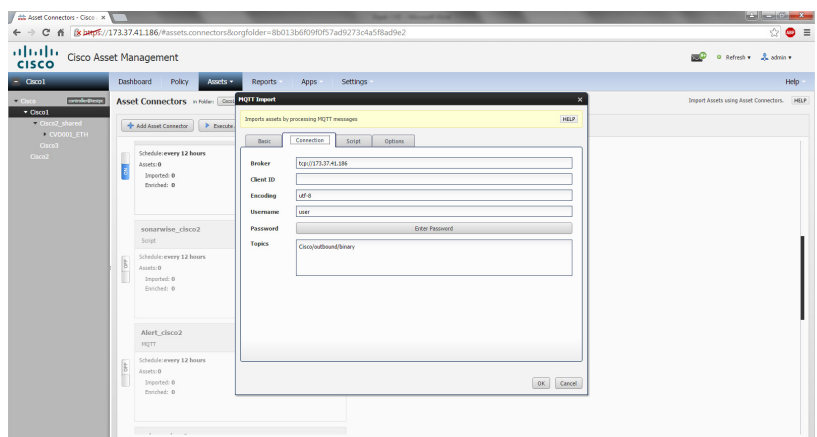 Asset Connectors - Cisco
https://173.37.41.186/#assets.connectors&orgfolder=8b013b6f09f0f57ad9273c4a5f8ad9e2
CISCO Cisco Asset Management
Refresh admin
Cisco1 Dashboard Policy Assets Reports Apps Settings Help
Cisco
Asset Connectors in Folder:
MQTT Import
Import Assets using Asset Connectors. HELP
Cisco1
Cisco2_shared
CVD001_ETH
Cisco3
Cisco2
Add Asset Connector Execute
Imports assets by processing MQTT messages HELP
Basic Connection Script Options
Schedule: every 12 hours
Assets: 0
Imported: 0
Enriched: 0
ON
Broker tcp://173.37.41.186
Client ID
Encoding utf-8
Username user
Password Enter Password
Topics Cisco/outbound/binary
sonarwise_cisco2
Script
OFF
Schedule: every 12 hours
Assets: 0
Imported: 0
Enriched: 0
Alert_cisco2
MQTT
OFF
Schedule: every 12 hours
Assets: 0
Imported: 0
Enriched: 0
OK Cancel